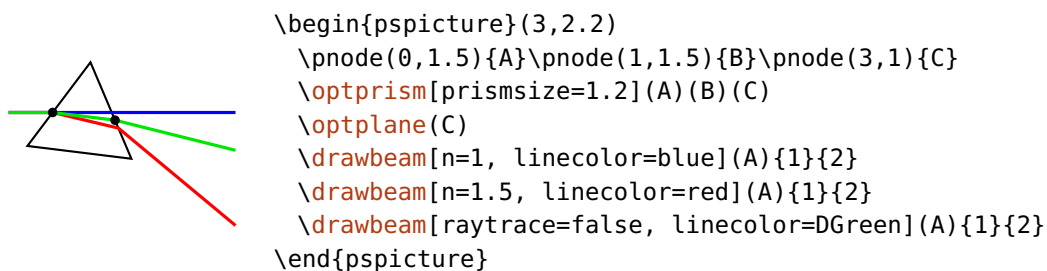 \begin{pspicture}(3,2.2)
\pnode(0,1.5){A}\pnode(1,1.5){B}\pnode(3,1){C}
\optprism[prismsize=1.2](A)(B)(C)
\optplane(C)
\drawbeam[n=1, linecolor=blue](A){1}{2}
\drawbeam[n=1.5, linecolor=red](A){1}{2}
\drawbeam[raytrace=false, linecolor=DGreen](A){1}{2}
\end{pspicture}